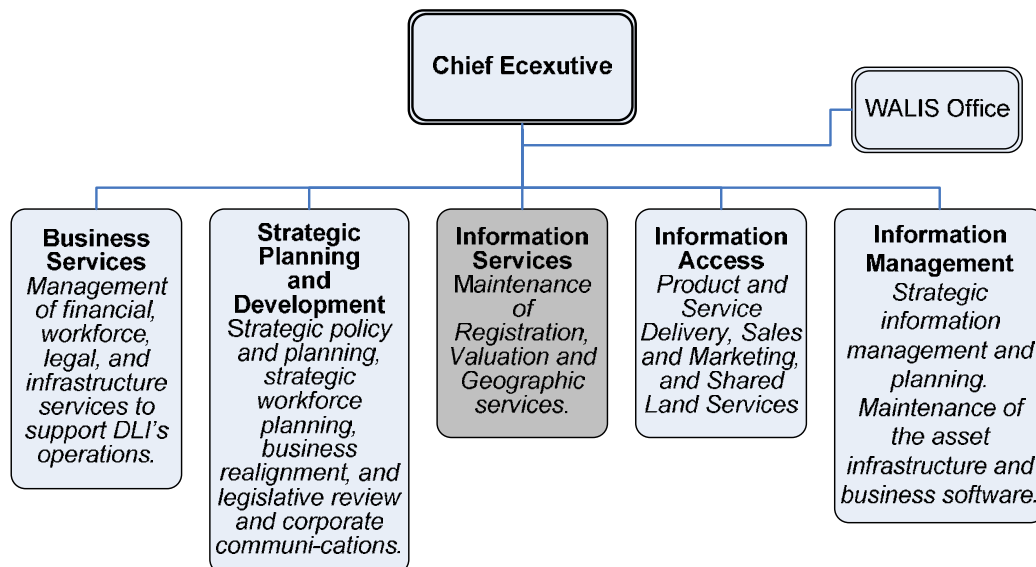 Chief Ecexutive
WALIS Office
Business
Services
Management
of financial,
workforce,
legal, and
infrastructure
services to
support DLI's
operations.
Strategic
Planning
and
Development
Strategic policy
and planning,
strategic
workforce
planning,
business
realignment, and
legislative review
and corporate
communi-cations.
Information
Services
Maintenance
of
Registration,
Valuation and
Geographic
services.
Information
Access
Product and
Service
Delivery, Sales
and Marketing,
and Shared
Land Services
Information
Management
Strategic
information
management and
planning.
Maintenance of
the asset
infrastructure and
business software.